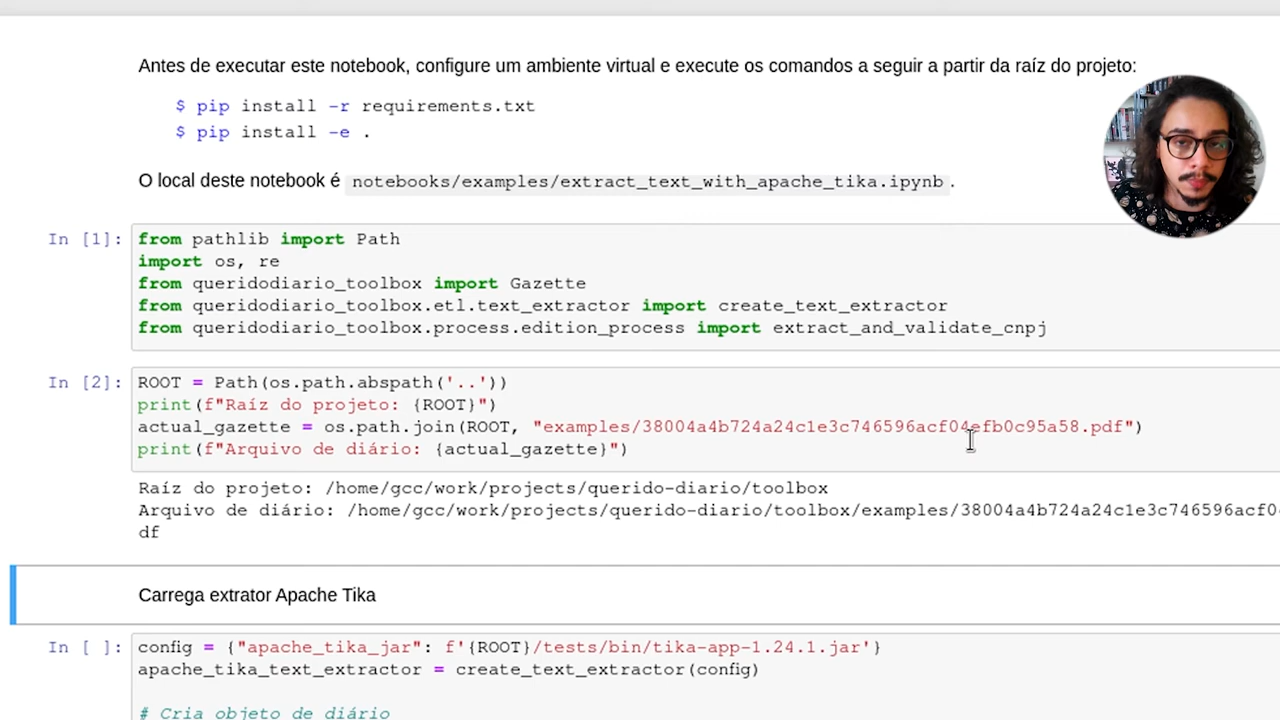 Antes de executar este notebook, configure um ambiente virtual e execute os comandos a seguir a partir da raíz do projeto:
$ pip install -r requirements.txt
$ pip install -e .
O local deste notebook é notebooks/examples/extract_text_with_apache_tika.ipynb.
In [1]: from pathlib import Path
import os, re
from queridodiario_toolbox import Gazette
from queridodiario_toolbox.etl.text_extractor import create_text_extractor
from queridodiario_toolbox.process.edition_process import extract_and_validate_cnpj
In [2]: ROOT = Path(os.path.abspath('..'))
print(f"Raíz do projeto: {ROOT}")
actual_gazette = os.path.join(ROOT, "examples/38004a4b724a24c1e3c746596acf04efb0c95a58.pdf")
print(f"Arquivo de diário: {actual_gazette}")
Raíz do projeto: /home/gcc/work/projects/querido-diario/toolbox
Arquivo de diário: /home/gcc/work/projects/querido-diario/toolbox/examples/38004a4b724a24c1e3c746596acf0
df
Carrega extrator Apache Tika
In [ ]: config = {"apache_tika_jar": f'{ROOT}/tests/bin/tika-app-1.24.1.jar'}
apache_tika_text_extractor = create_text_extractor(config)
# Cria objeto de diário